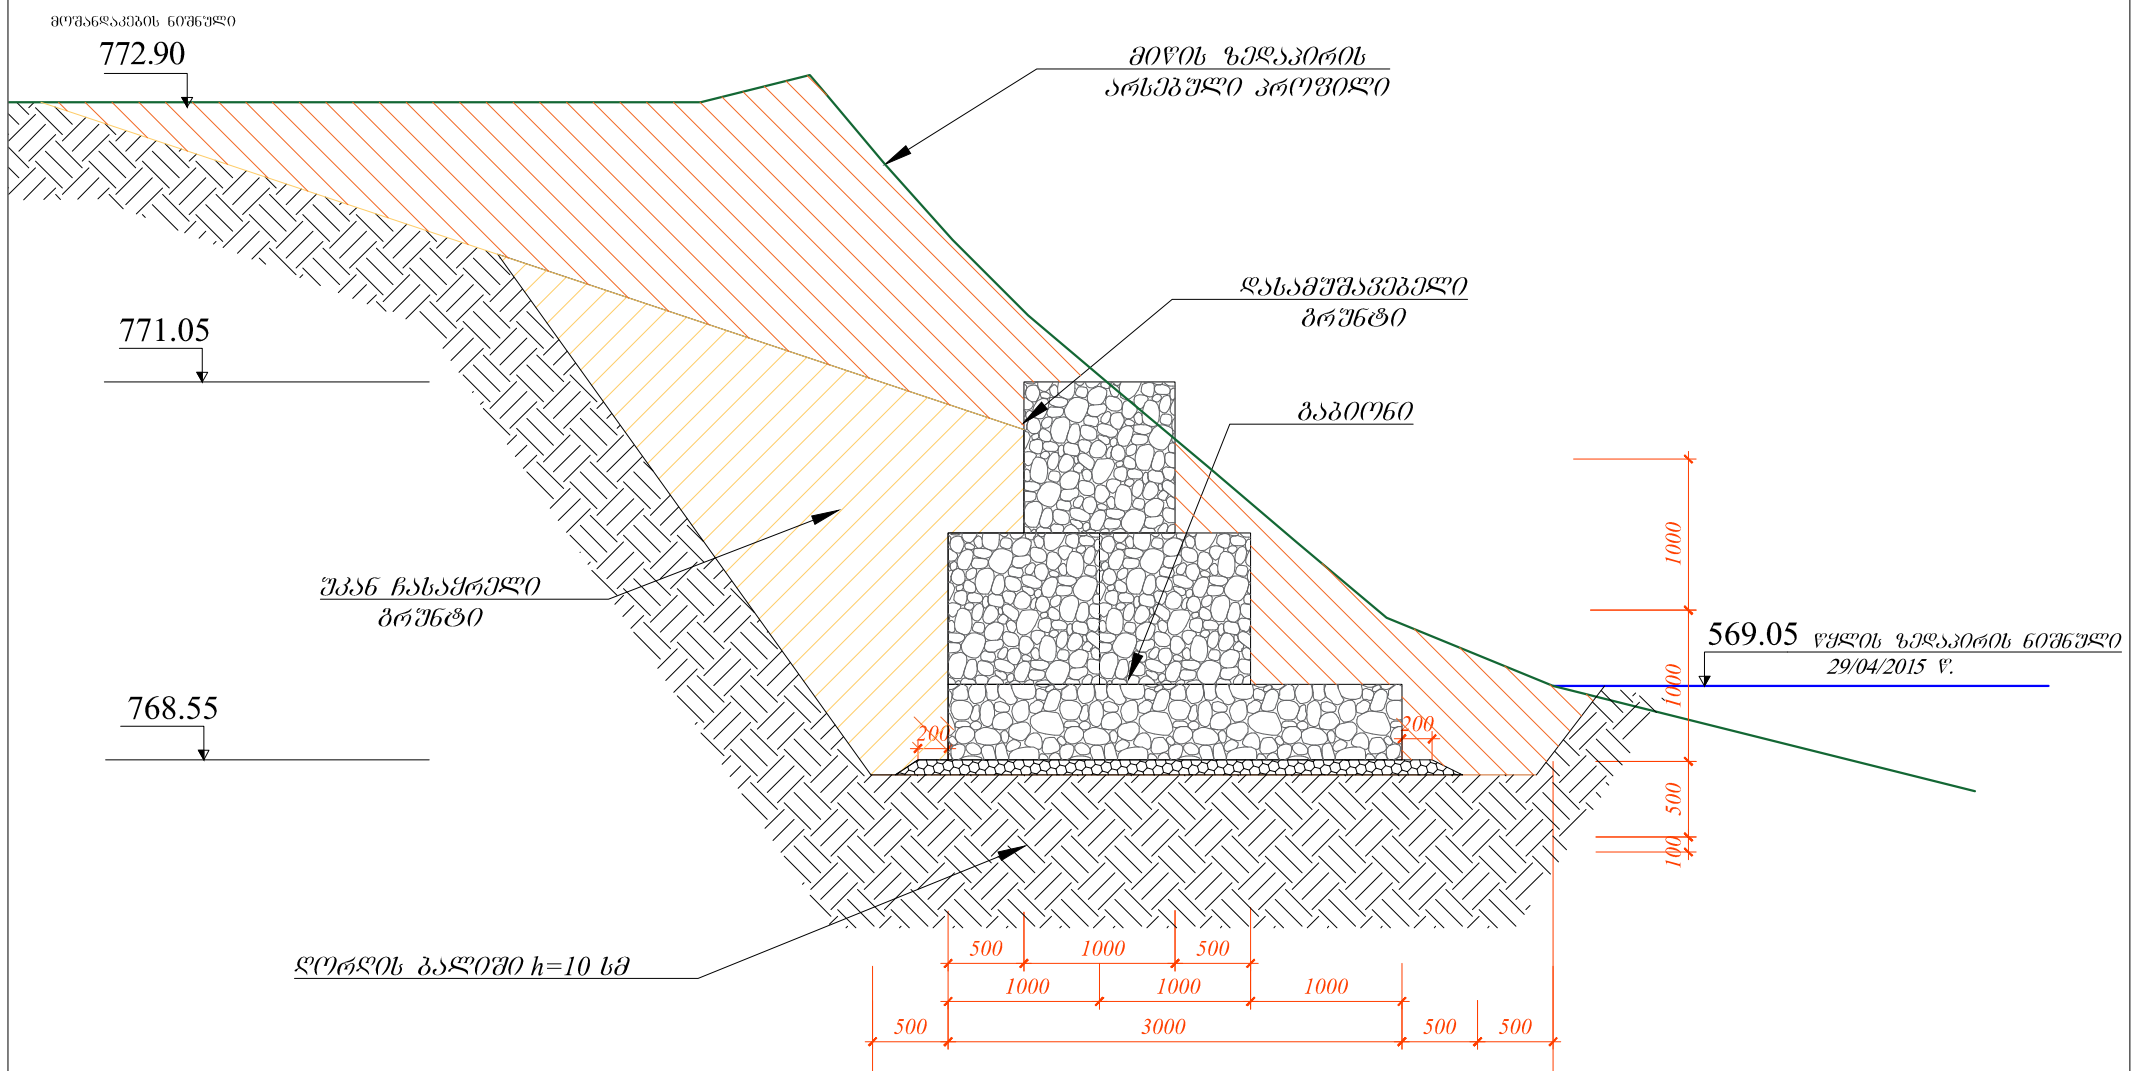 მოშანდაკების ნიშნული
772.90
მიწის ზედაპირის
არსებული პროფილი
დასამუშავებელი
გრუნტი
771.05
გაბიონი
1000
უკან ჩასაყრელი
გრუნტი
569.05 წყლის ზედაპირის ნიშნული
29/04/2015 წ.
1000
768.55
200
200
500
100
ღორღის ბალიში h=10 სმ
500
1000
500
1000
1000
1000
500
3000
500
500